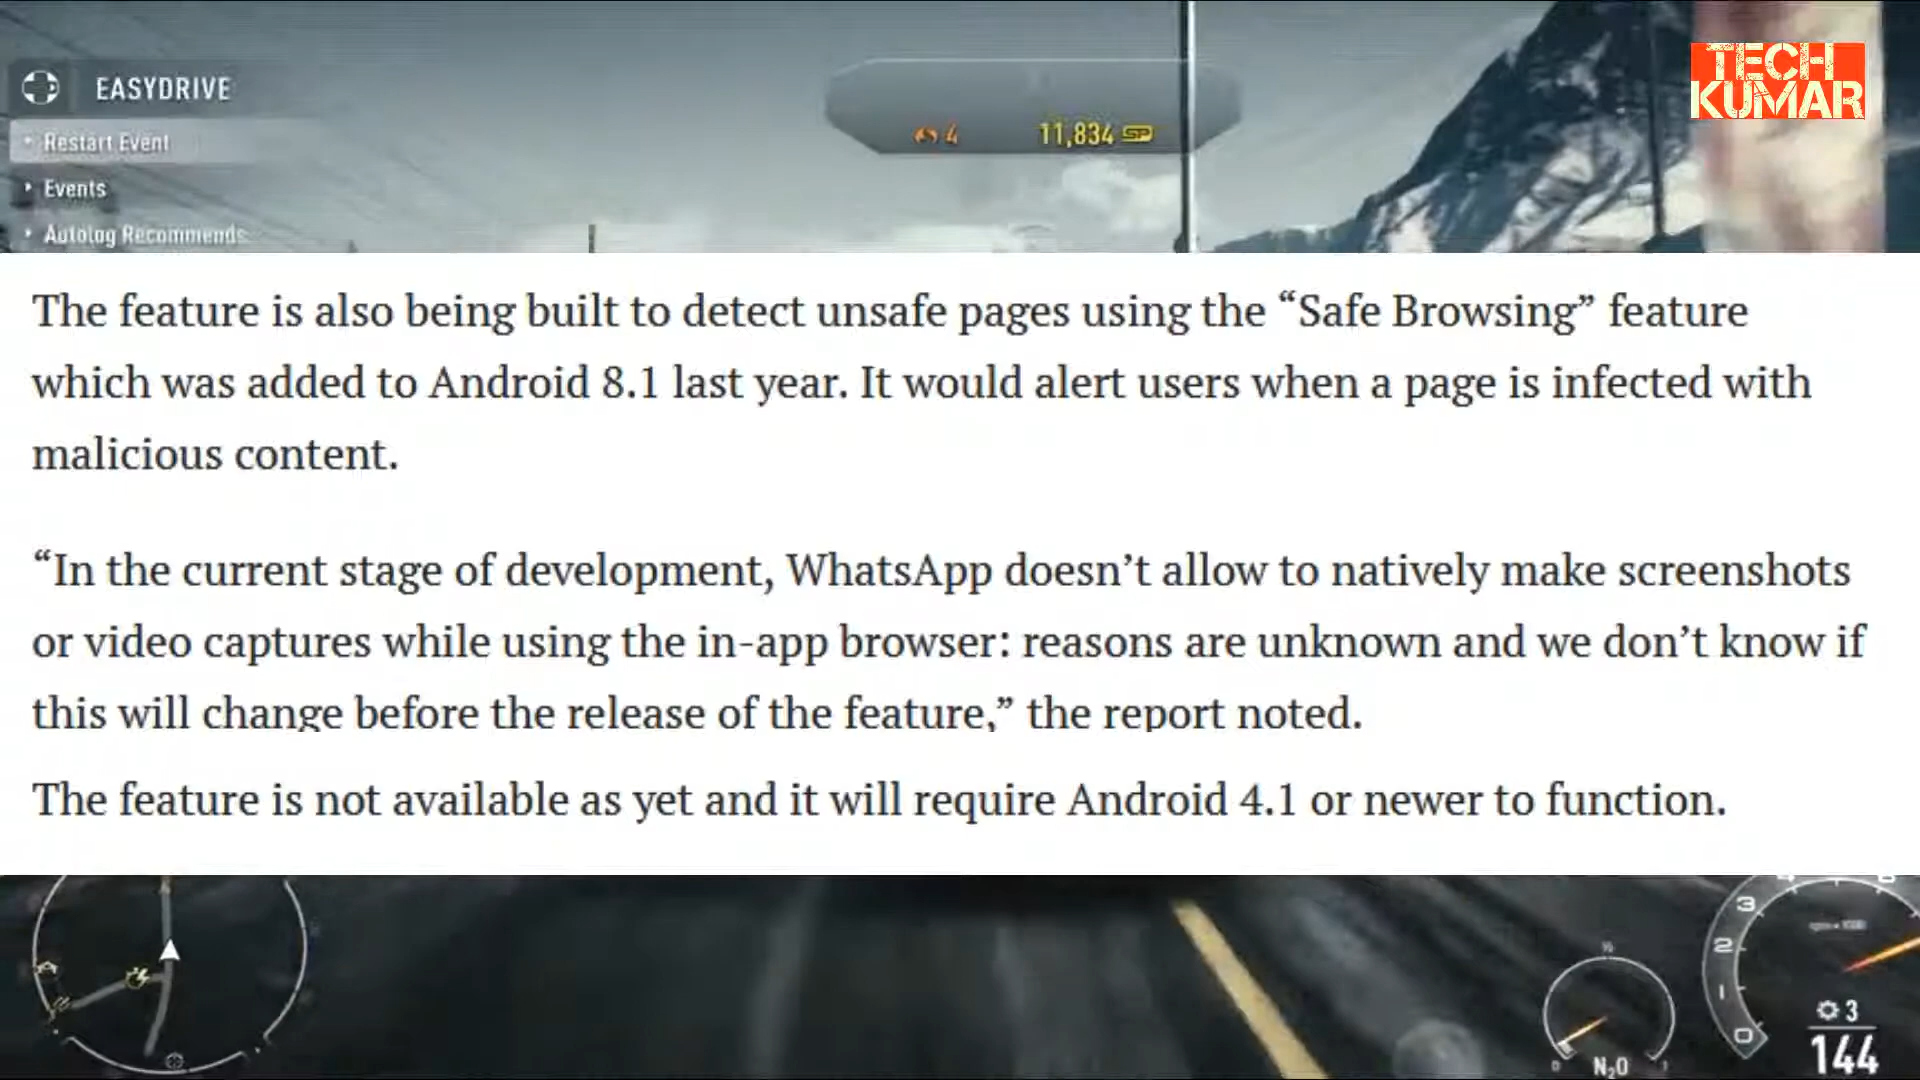 TECH
KUMAR
EASYDRIVE
4 11,834 SP
Restart Event
Events
Autolog Recommends
The feature is also being built to detect unsafe pages using the “Safe Browsing” feature
which was added to Android 8.1 last year. It would alert users when a page is infected with
malicious content.
“In the current stage of development, WhatsApp doesn’t allow to natively make screenshots
or video captures while using the in-app browser: reasons are unknown and we don’t know if
this will change before the release of the feature,” the report noted.
The feature is not available as yet and it will require Android 4.1 or newer to function.
3
2
1
0
3
144
0 N₂O 1